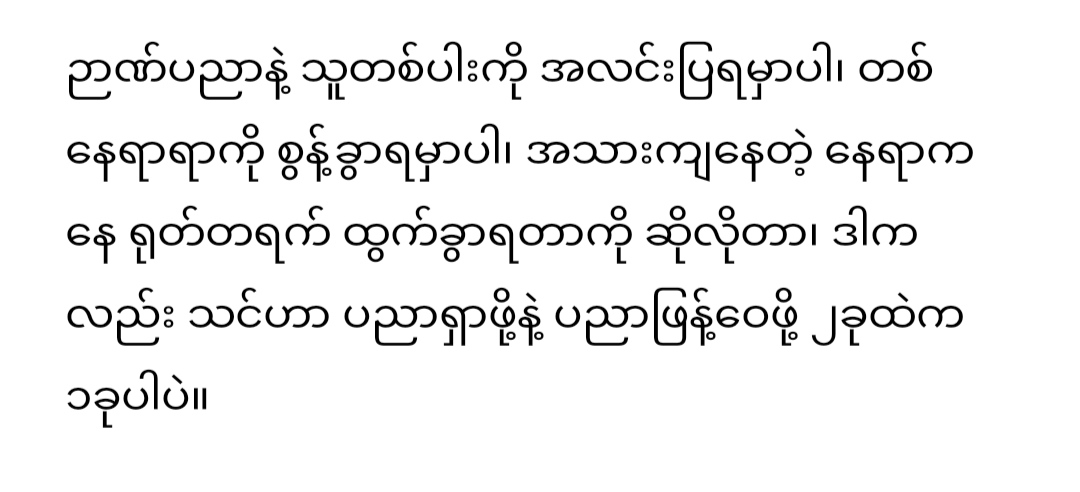 ဉာဏ်ပညာနဲ့ သူတစ်ပါးကို အလင်းပြရမှာပါ၊ တစ်
နေရာရာကို စွန့်ခွာရမှာပါ၊ အသားကျနေတဲ့ နေရာက
နေ ရုတ်တရက် ထွက်ခွာရတာကို ဆိုလိုတာ၊ ဒါက
လည်း သင်ဟာ ပညာရှာဖို့နဲ့ ပညာဖြန့်ဝေဖို့ ၂ခုထဲက
၁ခုပါပဲ။